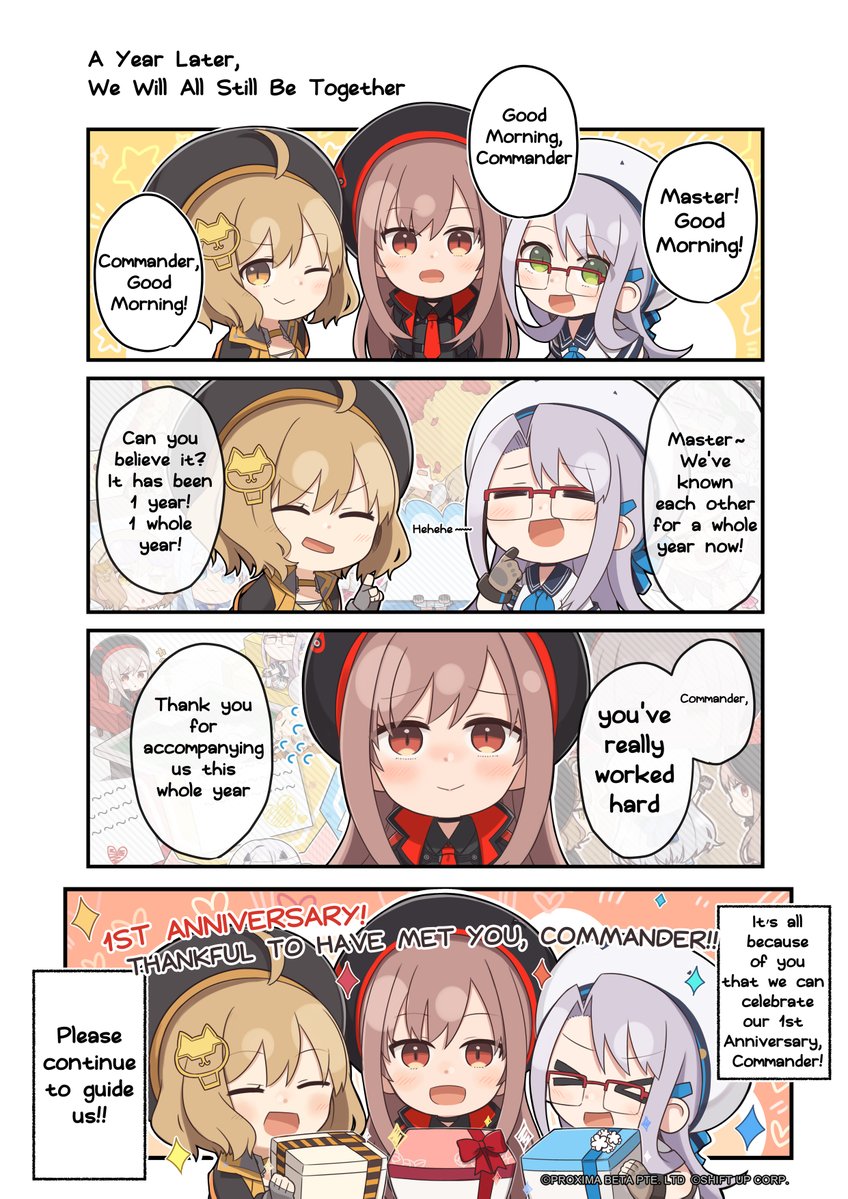 A Year Later,
We Will All Still Be Together
Commander,
Good
Morning!
Good
Morning,
Commander
Master!
Good
Morning!
Can you
believe it?
It has been
1 year!
1 whole
year!
Hehehe~~~
Master~
We've
known
each other
for a whole
year now!
Thank you
for
accompanying
us this
whole year
Commander,
you've
really
worked
hard
1ST ANNIVERSARY!
THANKFUL TO HAVE MET YOU, COMMANDER!!
It's all
because
of you
that we can
celebrate
our 1st
Anniversary,
Commander!
Please
continue
to guide
us!!
©PROXIMA BETA PTE. LTD ©SHIFT UP CORP.